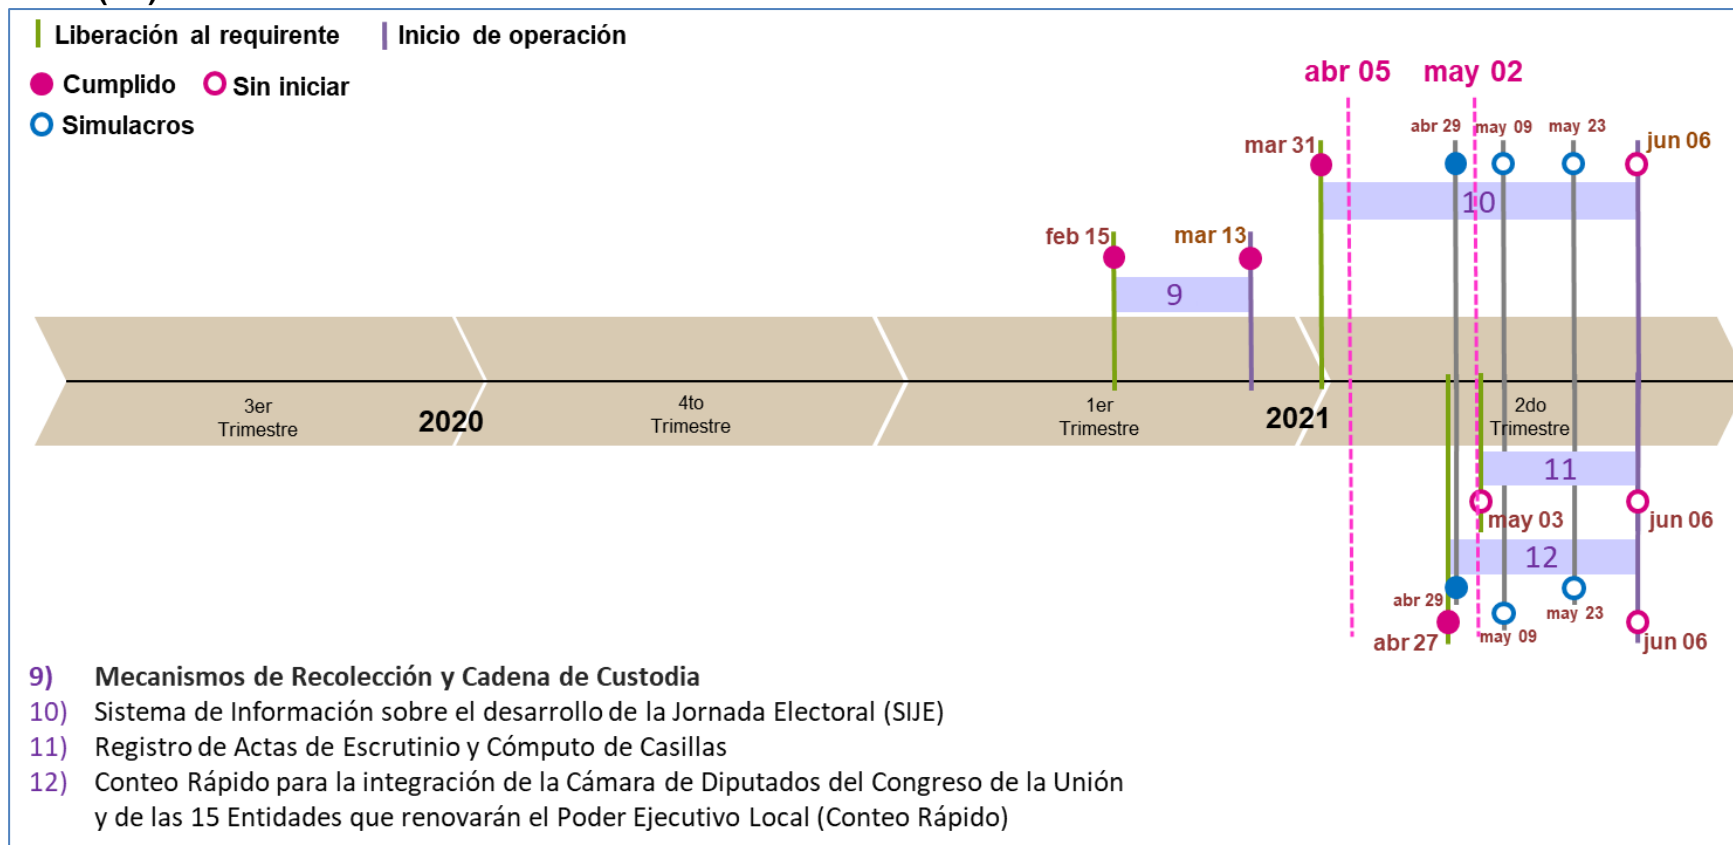 Liberación al requirente
Inicio de operación
Cumplido
Sin iniciar
Simulacros
abr 05
may 02
abr 29
may 09
may 23
mar 31
jun 06
10
feb 15
mar 13
9
3er
Trimestre
2020
4to
Trimestre
1er
Trimestre
2021
2do
Trimestre
11
may 03
jun 06
12
abr 29
may 23
may 09
abr 27
jun 06
9) Mecanismos de Recolección y Cadena de Custodia
10) Sistema de Información sobre el desarrollo de la Jornada Electoral (SIJE)
11) Registro de Actas de Escrutinio y Cómputo de Casillas
12) Conteo Rápido para la integración de la Cámara de Diputados del Congreso de la Unión
y de las 15 Entidades que renovarán el Poder Ejecutivo Local (Conteo Rápido)